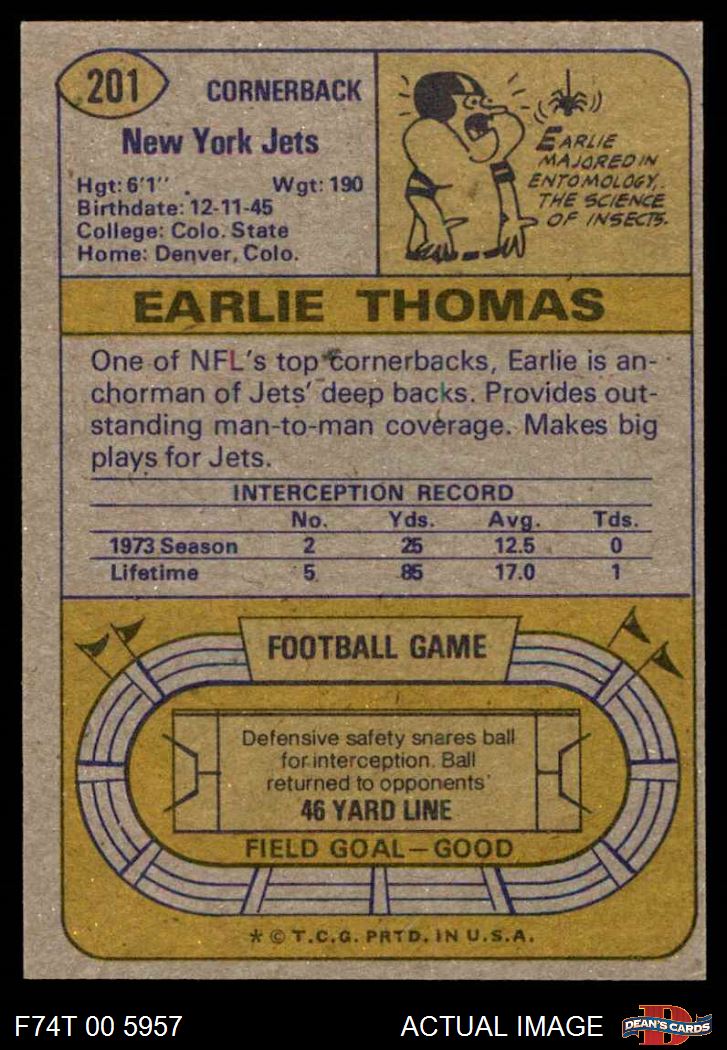 201
CORNERBACK
New York Jets
Hgt: 6'1"
Wgt: 190
Birthdate: 12-11-45
College: Colo. State
Home: Denver, Colo.
EARLIE
MAJORED IN
ENTOMOLOGY,
THE SCIENCE
OF INSECTS.
EARLIE THOMAS
One of NFL's top cornerbacks, Earlie is an-
chorman of Jets' deep backs. Provides out-
standing man-to-man coverage. Makes big
plays for Jets.
INTERCEPTION RECORD
No. Yds. Avg. Tds.
1973 Season 2 25 12.5 0
Lifetime 5 85 17.0 1
FOOTBALL GAME
Defensive safety snares ball
for interception. Ball
returned to opponents'
46 YARD LINE
FIELD GOAL—GOOD
* © T.C.G. PRTD. IN U.S.A.
F74T 00 5957
ACTUAL IMAGE
D
DEAN'S CARDS